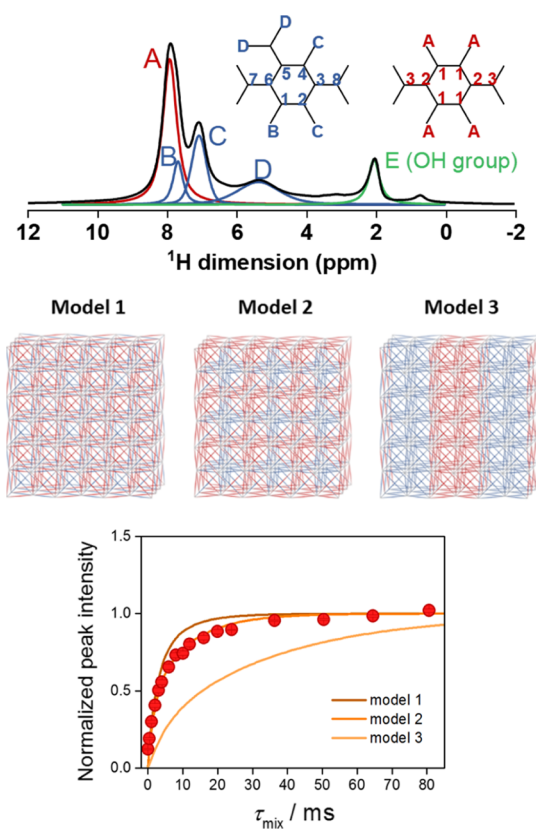 A
B
C
D
E (OH group)
D
D
C
7 6 5 4 3 8
1 2
B
C
A A
3 2 1 1 2 3
1 1
A A
12 10 8 6 4 2 0 -2
¹H dimension (ppm)
Model 1 Model 2 Model 3
Normalized peak intensity
1.5
1.0
0.5
0.0
model 1
model 2
model 3
0 10 20 30 40 50 60 70 80
τmix / ms